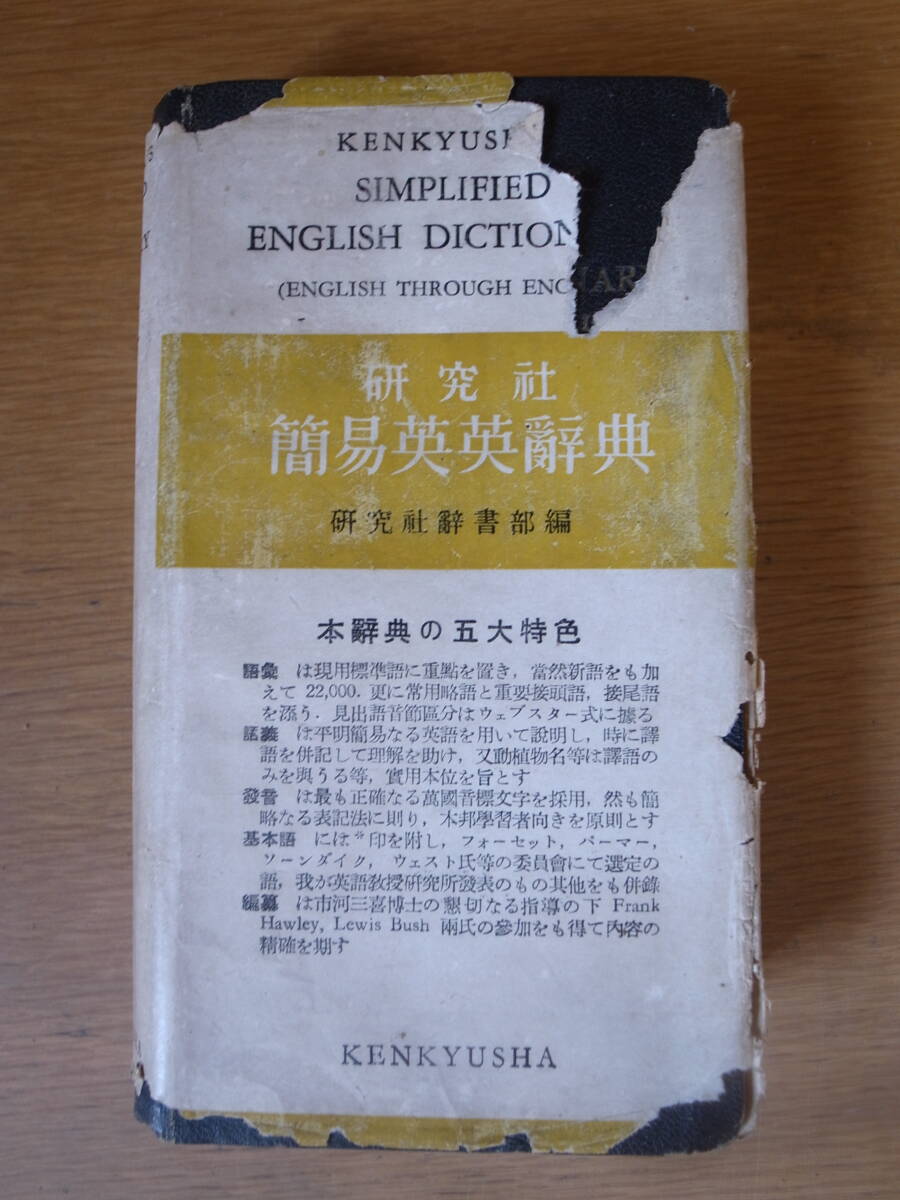 KENKYUSH
SIMPLIFIED
ENGLISH DICTION
NARY
(ENGLISH THROUGH ENG
研究社
簡易英英辭典
研究社辭書部編
本辭典の五大特色
語彙 は現用標準語に重點を置き，當然新語をも加
えて 22,000．更に常用略語と重要接頭語，接尾語
を添う．見出語音節區分はウェブスター式に據る
語義 は平明簡易なる英語を用いて說明し，時に譯
語を併記して理解を助け，又動植物名等は譯語の
みを與うる等，實用本位を旨とす
發音 は最も正確なる萬國音標文字を採用，然も簡
略なる表記法に則り，本邦學習者向きを原則とす
基本語 には*印を附し，フォーセット，パーマー，
ソーンダイク，ウェスト氏等の委員會にて選定の
語，我が英語敎授硏究所發表のもの其他をも併錄
編纂 は市河三喜博士の懇切なる指導の下 Frank
Hawley, Lewis Bush 兩氏の參加をも得て內容の
精確を期す
KENKYUSHA